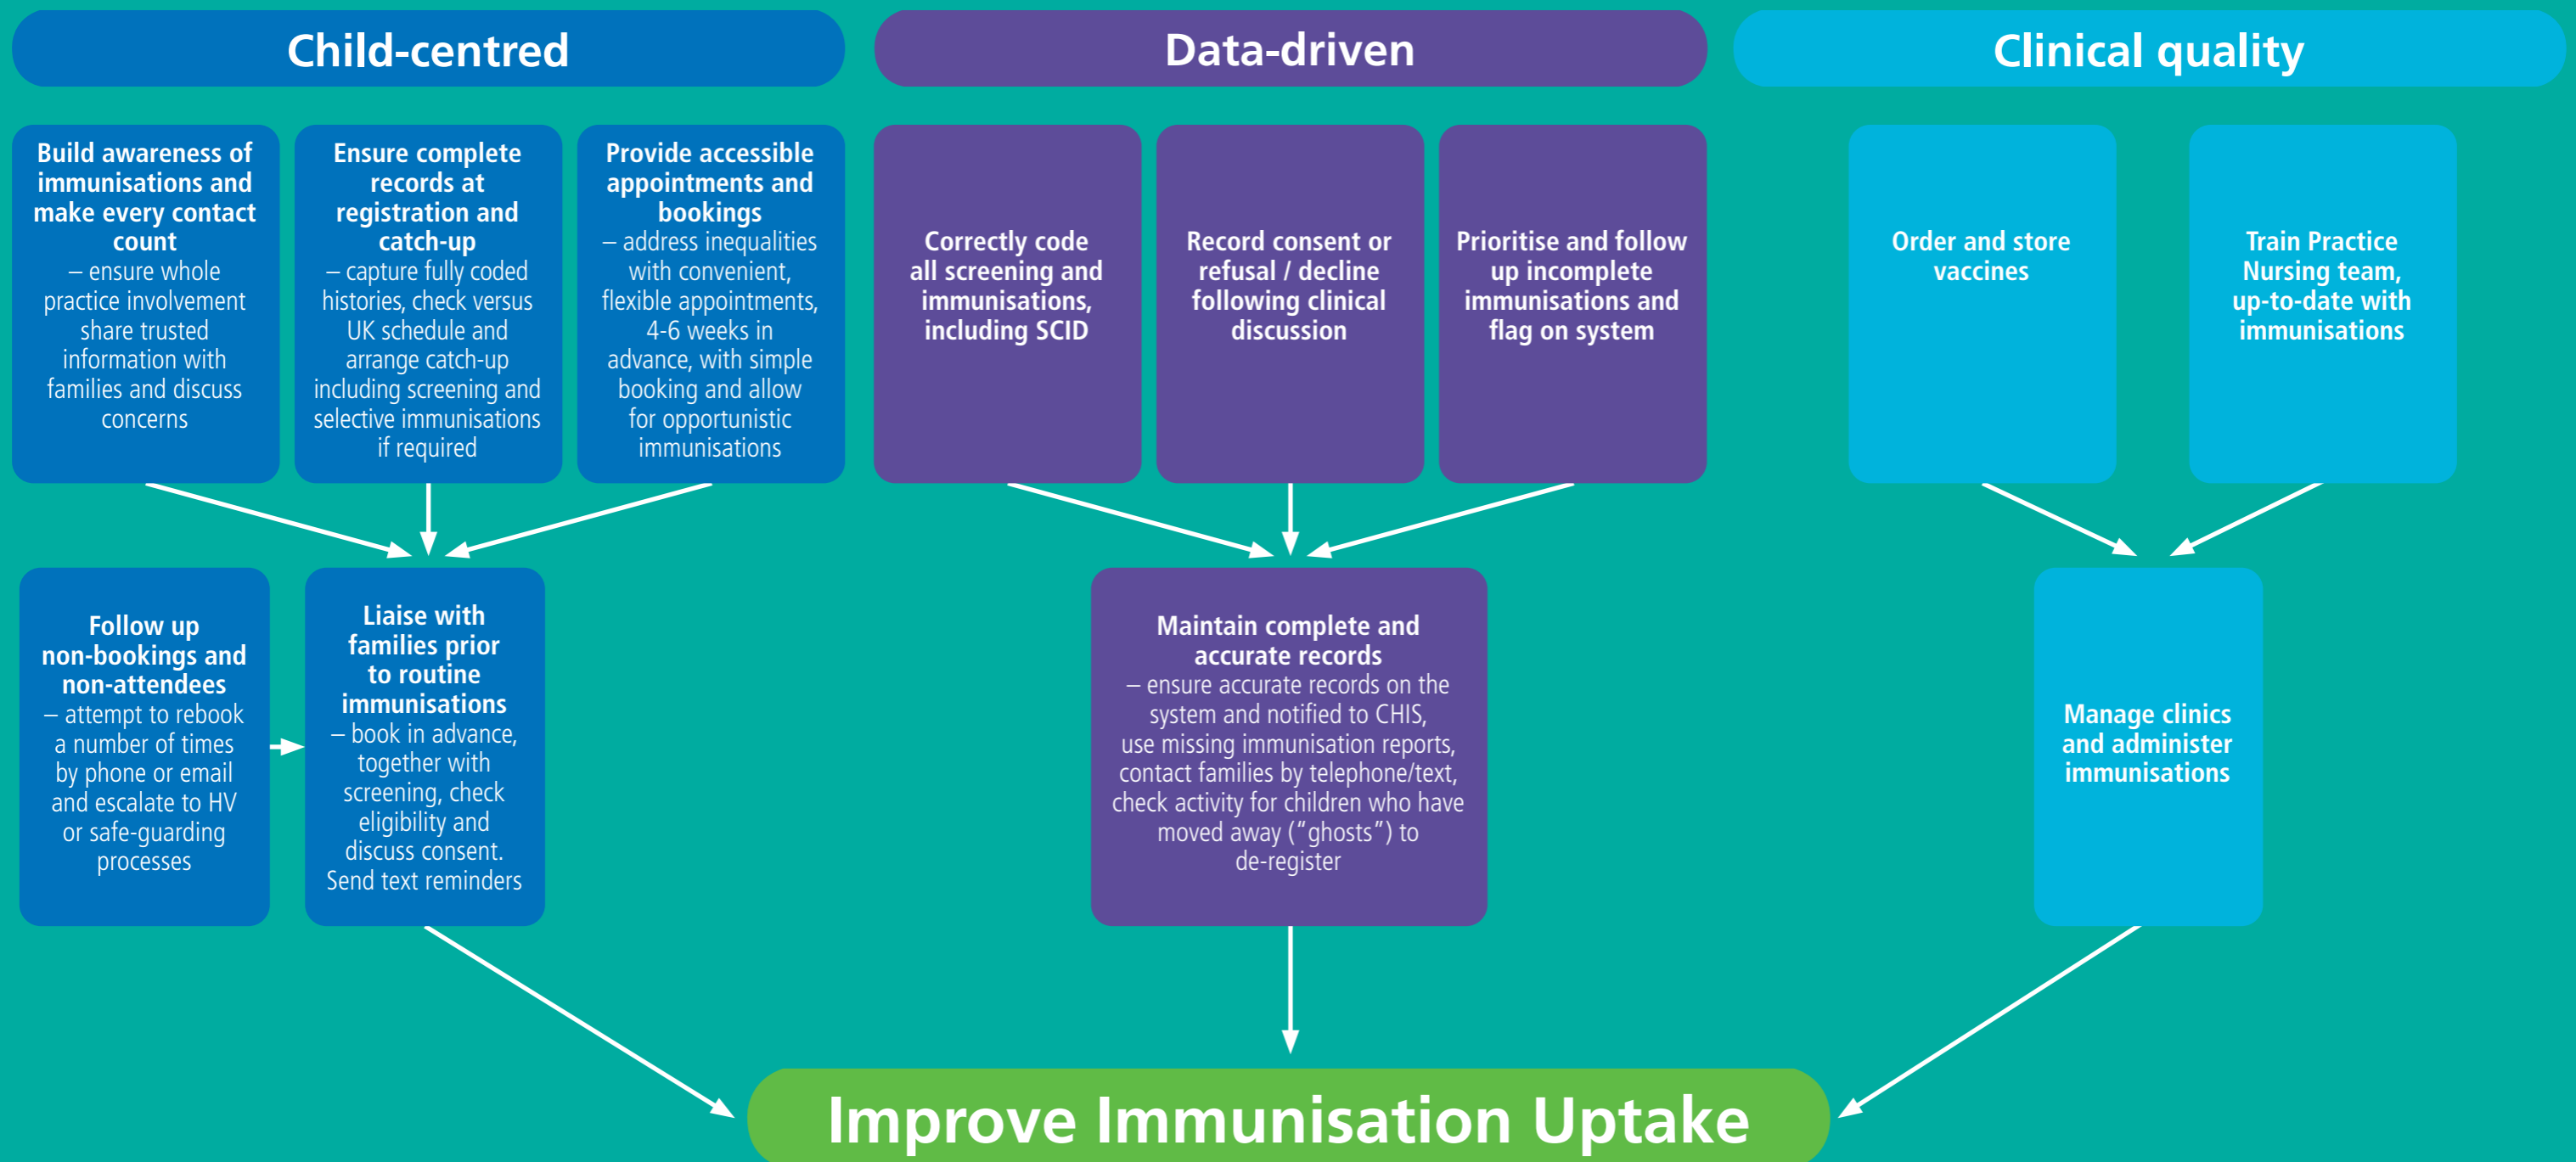 Child-centred
Build awareness of
immunisations and
make every contact
count
– ensure whole
practice involvement
share trusted
information with
families and discuss
concerns
Ensure complete
records at
registration and
catch-up
– capture fully coded
histories, check versus
UK schedule and
arrange catch-up
including screening and
selective immunisations
if required
Provide accessible
appointments and
bookings
– address inequalities
with convenient,
flexible appointments,
4-6 weeks in
advance, with simple
booking and allow
for opportunistic
immunisations
Follow up
non-bookings and
non-attendees
– attempt to rebook
a number of times
by phone or email
and escalate to HV
or safe-guarding
processes
Liaise with
families prior
to routine
immunisations
– book in advance,
together with
screening, check
eligibility and
discuss consent.
Send text reminders
Data-driven
Correctly code
all screening and
immunisations,
including SCID
Record consent or
refusal / decline
following clinical
discussion
Prioritise and follow
up incomplete
immunisations and
flag on system
Maintain complete and
accurate records
– ensure accurate records on the
system and notified to CHIS,
use missing immunisation reports,
contact families by telephone/text,
check activity for children who have
moved away (“ghosts”) to
de-register
Clinical quality
Order and store
vaccines
Train Practice
Nursing team,
up-to-date with
immunisations
Manage clinics
and administer
immunisations
Improve Immunisation Uptake